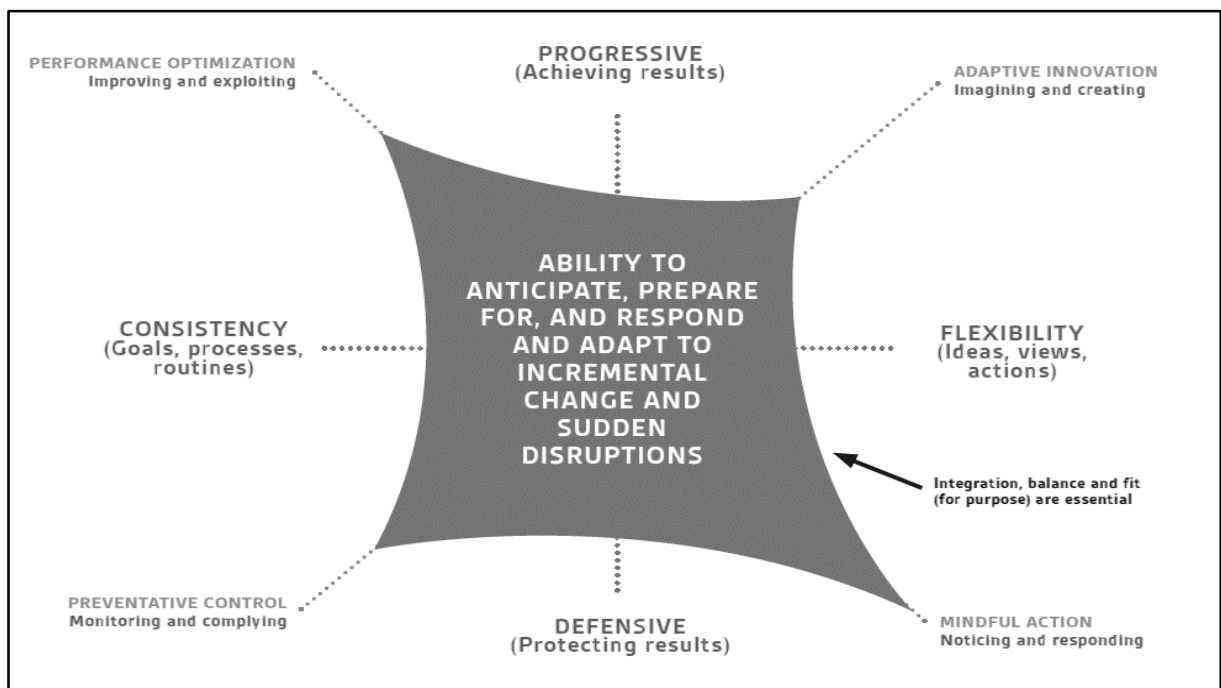 PROGRESSIVE
(Achieving results)
PERFORMANCE OPTIMIZATION
Improving and exploiting
ADAPTIVE INNOVATION
Imagining and creating
ABILITY TO
ANTICIPATE, PREPARE
FOR, AND RESPOND
AND ADAPT TO
INCREMENTAL
CHANGE AND
SUDDEN
DISRUPTIONS
CONSISTENCY
(Goals, processes,
routines)
FLEXIBILITY
(Ideas, views,
actions)
Integration, balance and fit
(for purpose) are essential
PREVENTATIVE CONTROL
Monitoring and complying
DEFENSIVE
(Protecting results)
MINDFUL ACTION
Noticing and responding